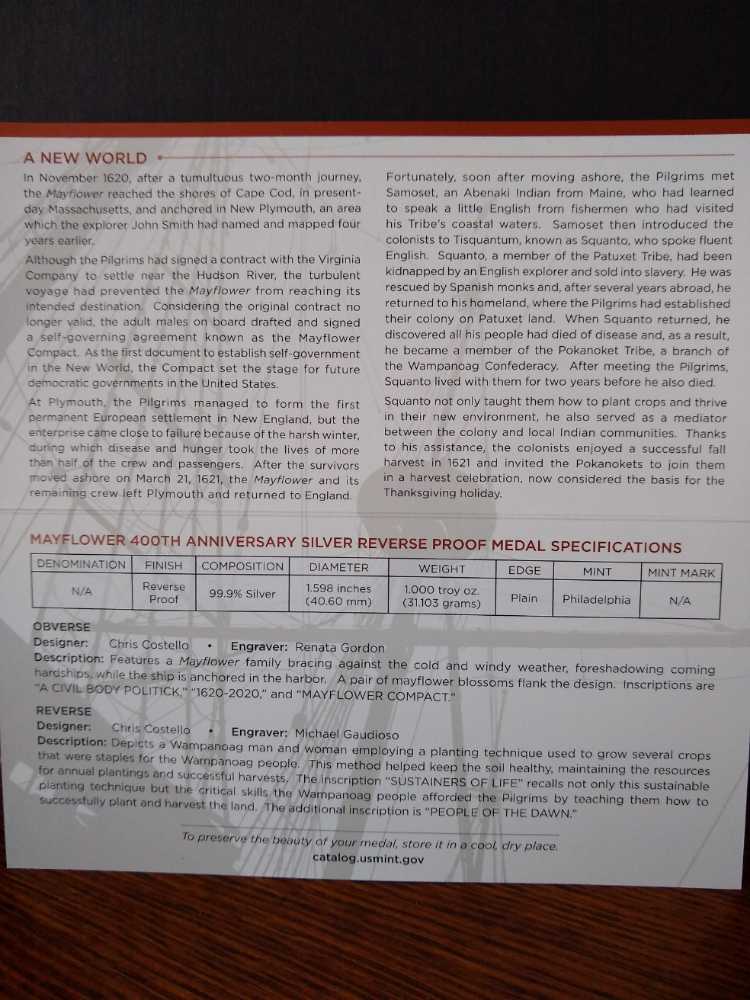 A NEW WORLD
In November 1620, after a tumultuous two-month journey,
the Mayflower reached the shores of Cape Cod, in present-
day Massachusetts, and anchored in New Plymouth, an area
which the explorer John Smith had named and mapped four
years earlier.
Although the Pilgrims had signed a contract with the Virginia
Company to settle near the Hudson River, the turbulent
voyage had prevented the Mayflower from reaching its
intended destination. Considering the original contract no
longer valid, the adult males on board drafted and signed
a self-governing agreement known as the Mayflower
Compact. As the first document to establish self-government
in the New World, the Compact set the stage for future
democratic governments in the United States.
At Plymouth, the Pilgrims managed to form the first
permanent European settlement in New England, but the
enterprise came close to failure because of the harsh winter,
during which disease and hunger took the lives of more
than half of the crew and passengers. After the survivors
moved ashore on March 21, 1621, the Mayflower and its
remaining crew left Plymouth and returned to England.
Fortunately, soon after moving ashore, the Pilgrims met
Samoset, an Abenaki Indian from Maine, who had learned
to speak a little English from fishermen who had visited
his Tribe's coastal waters. Samoset then introduced the
colonists to Tisquantum, known as Squanto, who spoke fluent
English. Squanto, a member of the Patuxet Tribe, had been
kidnapped by an English explorer and sold into slavery. He was
rescued by Spanish monks and, after several years abroad, he
returned to his homeland, where the Pilgrims had established
their colony on Patuxet land. When Squanto returned, he
discovered all his people had died of disease and, as a result,
he became a member of the Pokanoket Tribe, a branch of
the Wampanoag Confederacy. After meeting the Pilgrims,
Squanto lived with them for two years before he also died.
Squanto not only taught them how to plant crops and thrive
in their new environment, he also served as a mediator
between the colony and local Indian communities. Thanks
to his assistance, the colonists enjoyed a successful fall
harvest in 1621 and invited the Pokanokets to join them
in a harvest celebration, now considered the basis for the
Thanksgiving holiday.
MAYFLOWER 400TH ANNIVERSARY SILVER REVERSE PROOF MEDAL SPECIFICATIONS
DENOMINATION FINISH COMPOSITION DIAMETER WEIGHT EDGE MINT MINT MARK
N/A Reverse Proof 99.9% Silver 1.598 inches (40.60 mm) 1.000 troy oz. (31.103 grams) Plain Philadelphia N/A
OBVERSE
Designer: Chris Costello • Engraver: Renata Gordon
Description: Features a Mayflower family bracing against the cold and windy weather, foreshadowing coming
hardships, while the ship is anchored in the harbor. A pair of mayflower blossoms flank the design. Inscriptions are
"A CIVIL BODY POLITICK," "1620-2020," and "MAYFLOWER COMPACT."
REVERSE
Designer: Chris Costello • Engraver: Michael Gaudioso
Description: Depicts a Wampanoag man and woman employing a planting technique used to grow several crops
that were staples for the Wampanoag people. This method helped keep the soil healthy, maintaining the resources
for annual plantings and successful harvests. The inscription "SUSTAINERS OF LIFE" recalls not only this sustainable
planting technique but the critical skills the Wampanoag people afforded the Pilgrims by teaching them how to
successfully plant and harvest the land. The additional inscription is "PEOPLE OF THE DAWN."
To preserve the beauty of your medal, store it in a cool, dry place.
catalog.usmint.gov